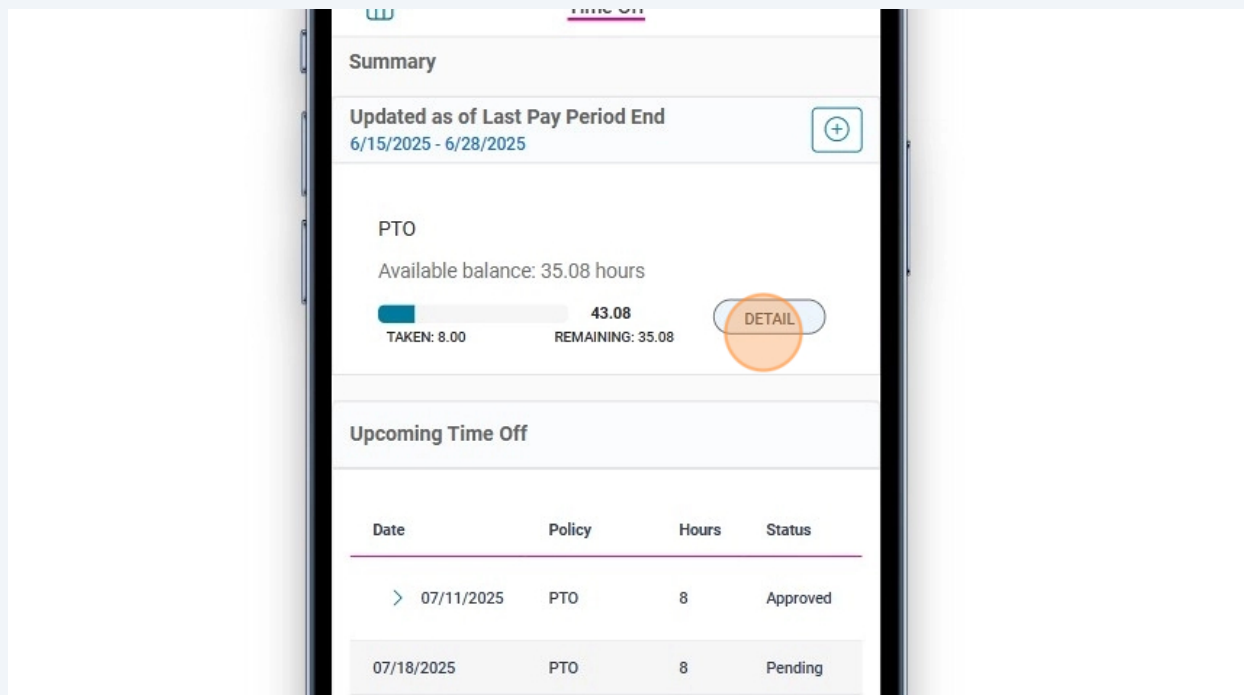 Time Off
Summary
Updated as of Last Pay Period End
6/15/2025 - 6/28/2025
PTO
Available balance: 35.08 hours
43.08
TAKEN: 8.00 REMAINING: 35.08
DETAIL
Upcoming Time Off
Date Policy Hours Status
07/11/2025 PTO 8 Approved
07/18/2025 PTO 8 Pending